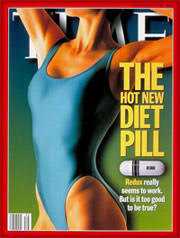 TIME
THE
HOT NEW
DIET
PILL
Redux really
seems to work.
But is it too good
to be true?